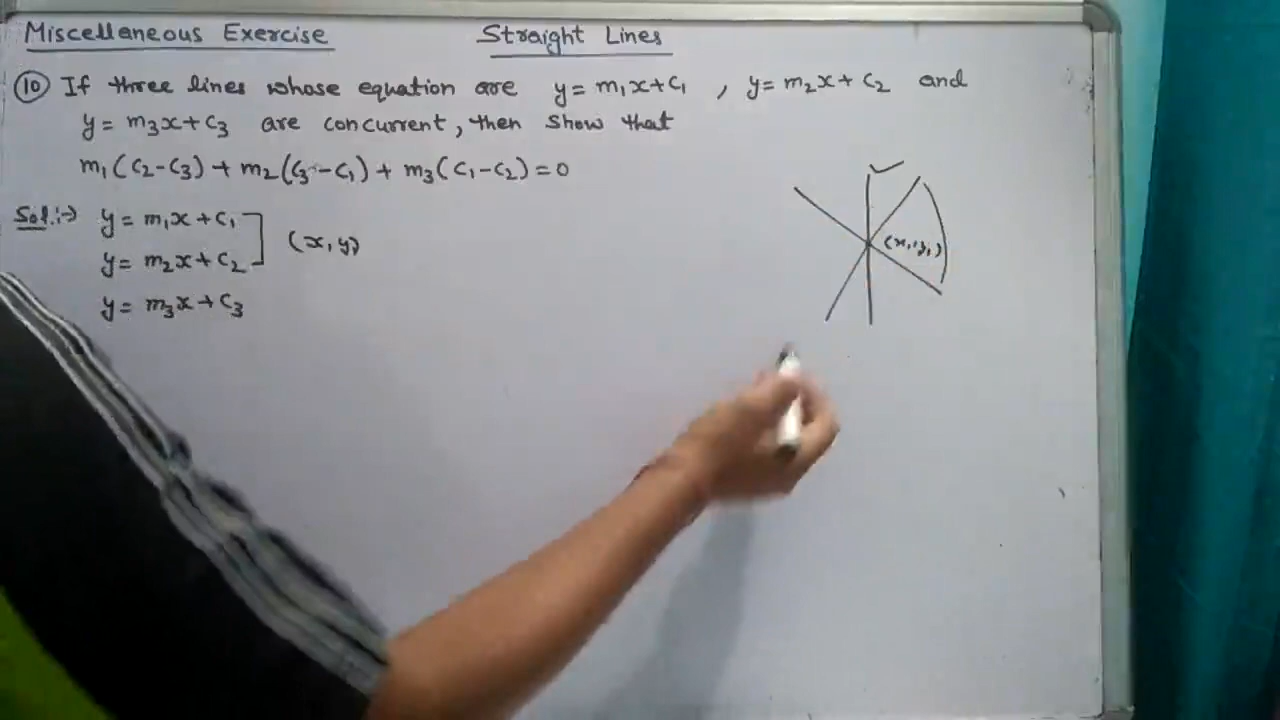 Miscellaneous Exercise Straight Lines
(10) If three lines whose equation are y = m₁x+c₁ , y = m₂x + c₂ and
y = m₃x+c₃ are concurrent, then show that
m₁(c₂-c₃) + m₂(c₃-c₁) + m₃(c₁-c₂) = 0
Sol:-> y = m₁x + c₁
y = m₂x + c₂ (x, y)
y = m₃x + c₃
(x₁, y₁)